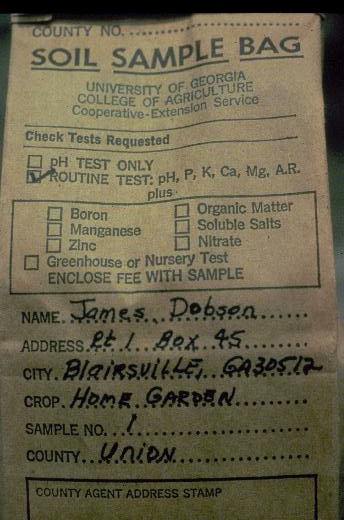 COUNTY NO.
SOIL SAMPLE BAG
UNIVERSITY OF GEORGIA
COLLEGE OF AGRICULTURE
Cooperative-Extension Service
Check Tests Requested
pH TEST ONLY
ROUTINE TEST: pH, P, K, Ca, Mg, A.R.
plus
Boron Organic Matter
Manganese Soluble Salts
Zinc Nitrate
Greenhouse or Nursery Test
ENCLOSE FEE WITH SAMPLE
NAME. James Dobson
ADDRESS Rt 1 Box 45
CITY. Blairsville, GA 30512
CROP. HOME GARDEN
SAMPLE NO. 1
COUNTY UNION
COUNTY AGENT ADDRESS STAMP